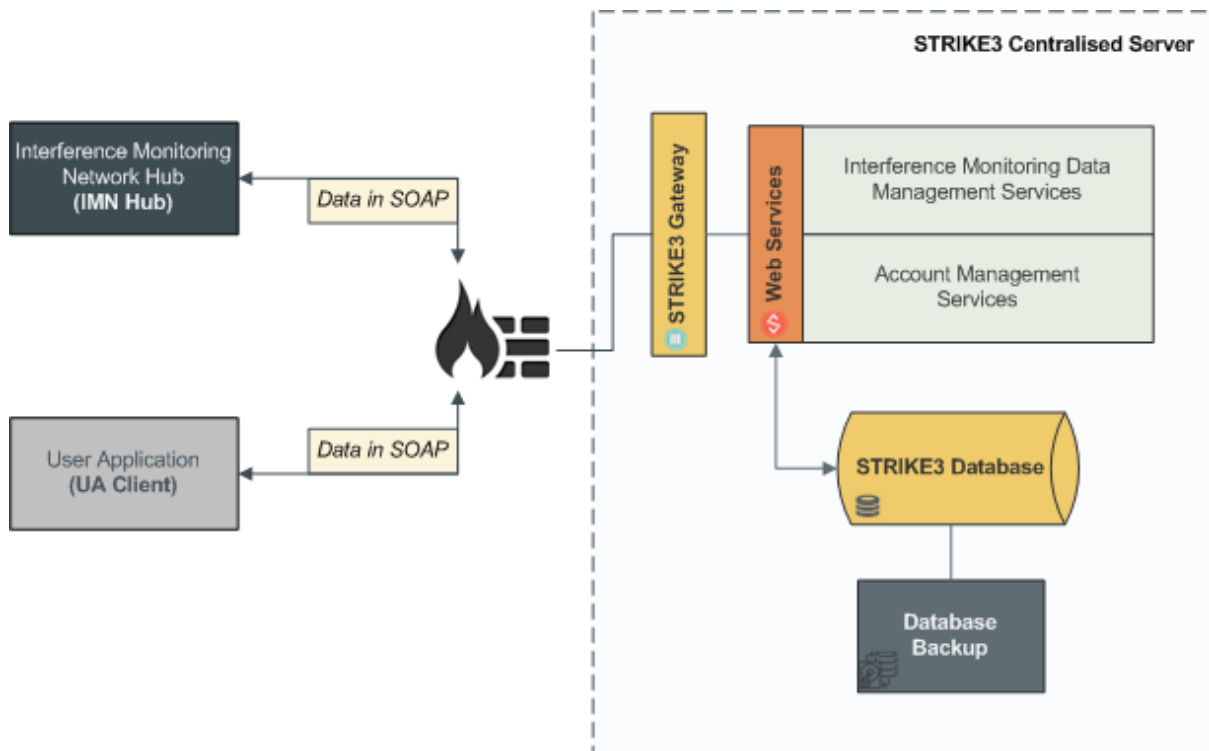 STRIKE3 Centralised Server
Interference Monitoring
Network Hub
(IMN Hub)
Data in SOAP
STRIKE3 Gateway
Web Services
Interference Monitoring Data
Management Services
Account Management
Services
User Application
(UA Client)
Data in SOAP
STRIKE3 Database
Database
Backup